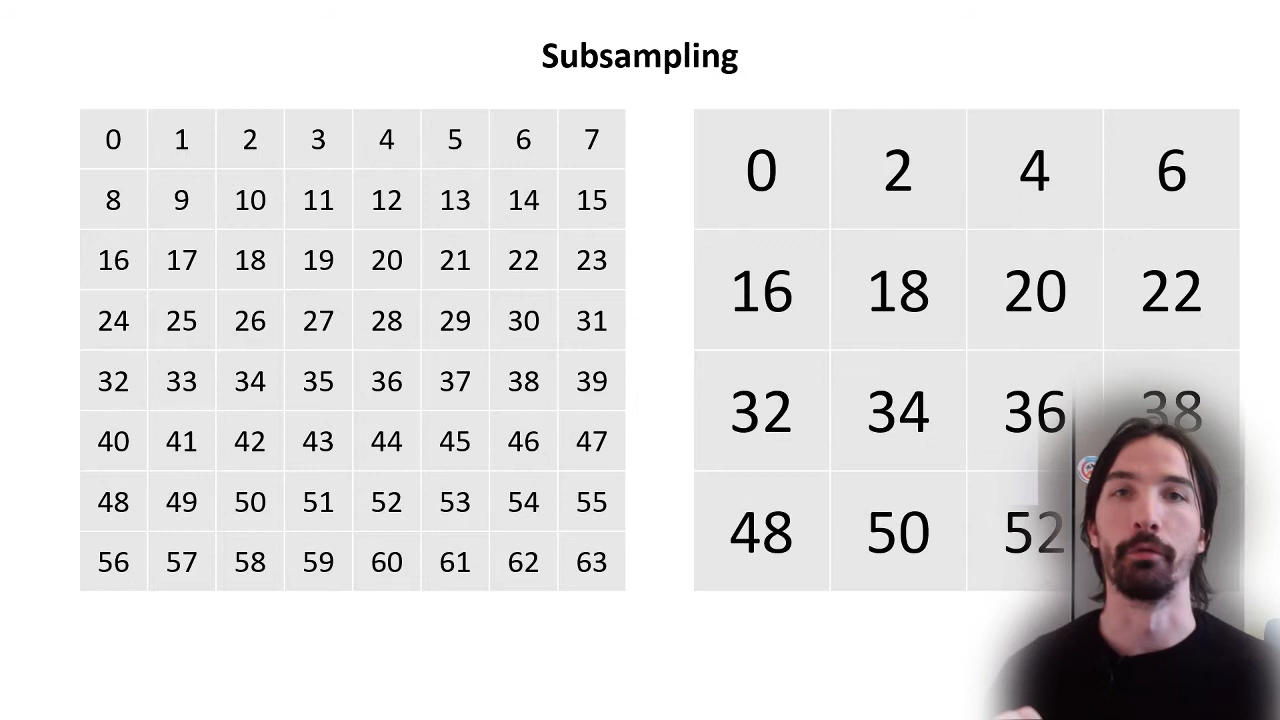 Subsampling
0 1 2 3 4 5 6 7
8 9 10 11 12 13 14 15
16 17 18 19 20 21 22 23
24 25 26 27 28 29 30 31
32 33 34 35 36 37 38 39
40 41 42 43 44 45 46 47
48 49 50 51 52 53 54 55
56 57 58 59 60 61 62 63
0 2 4 6
16 18 20 22
32 34 36 38
48 50 52